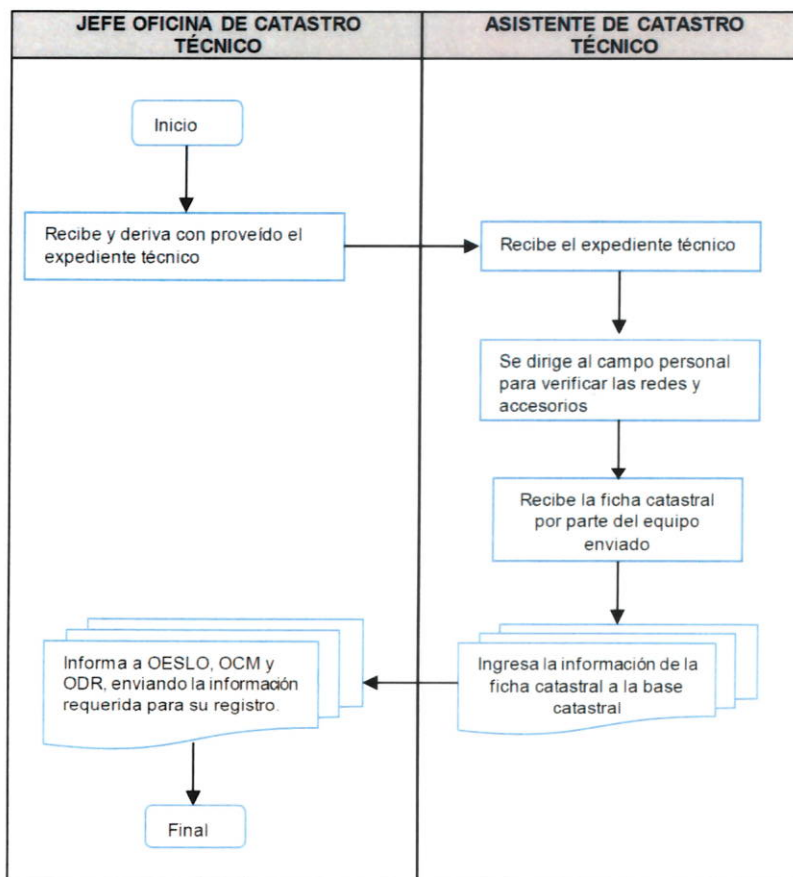 JEFE OFICINA DE CATASTRO
TÉCNICO
ASISTENTE DE CATASTRO
TÉCNICO
Inicio
Recibe y deriva con proveído el
expediente técnico
Recibe el expediente técnico
Se dirige al campo personal
para verificar las redes y
accesorios
Recibe la ficha catastral
por parte del equipo
enviado
Ingresa la información de la
ficha catastral a la base
catastral
Informa a OESLO, OCM y
ODR, enviando la información
requerida para su registro.
Final